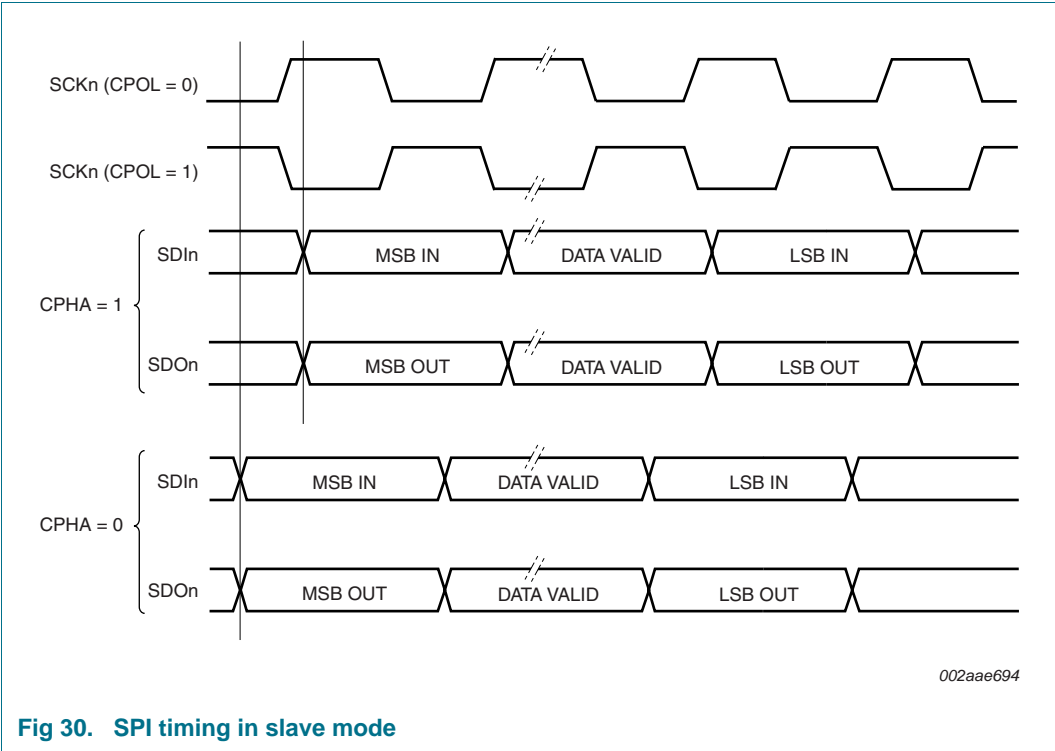 SCKn (CPOL = 0)
SCKn (CPOL = 1)
CPHA = 1
SDIn
MSB IN
DATA VALID
LSB IN
SDOn
MSB OUT
DATA VALID
LSB OUT
CPHA = 0
SDIn
MSB IN
DATA VALID
LSB IN
SDOn
MSB OUT
DATA VALID
LSB OUT
002aae694
Fig 30. SPI timing in slave mode